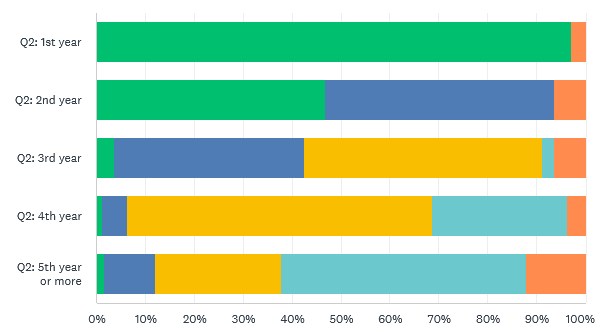 Q2: 1st year
Q2: 2nd year
Q2: 3rd year
Q2: 4th year
Q2: 5th year
or more
0% 10% 20% 30% 40% 50% 60% 70% 80% 90% 100%